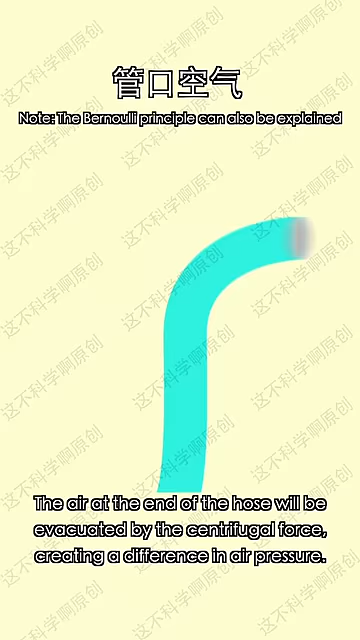 管口空气
Note: The Bernoulli principle can also be explained
The air at the end of the hose will be
evacuated by the centrifugal force,
creating a difference in air pressure.
这不科学啊原创